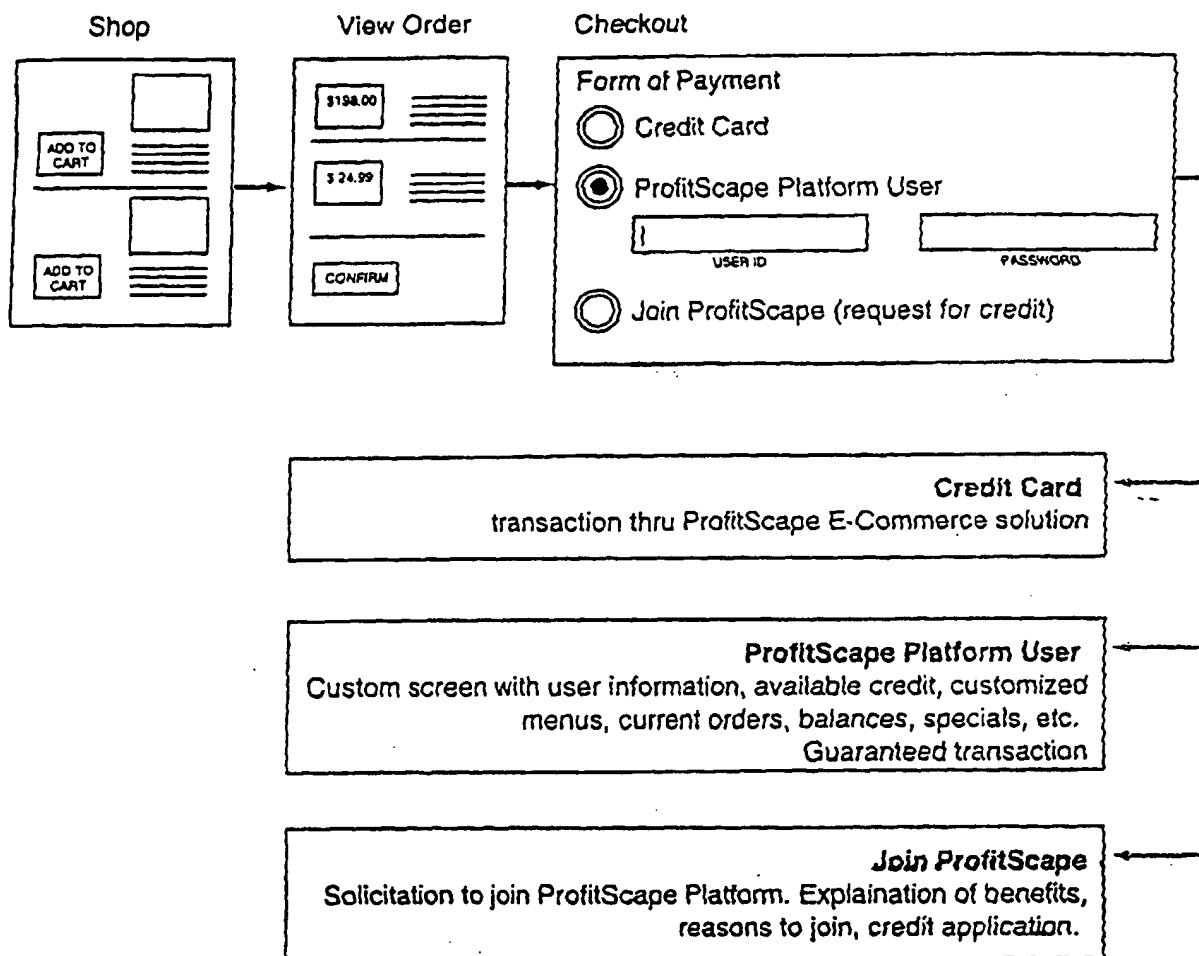 Shop
View Order
Checkout
ADD TO
CART
ADD TO
CART
$198.00
$ 24.99
CONFIRM
Form of Payment
Credit Card
ProfitScape Platform User
USER ID
PASSWORD
Join ProfitScape (request for credit)
Credit Card
transaction thru ProfitScape E-Commerce solution
ProfitScape Platform User
Custom screen with user information, available credit, customized
menus, current orders, balances, specials, etc.
Guaranteed transaction
Join ProfitScape
Solicitation to join ProfitScape Platform. Explaination of benefits,
reasons to join, credit application.